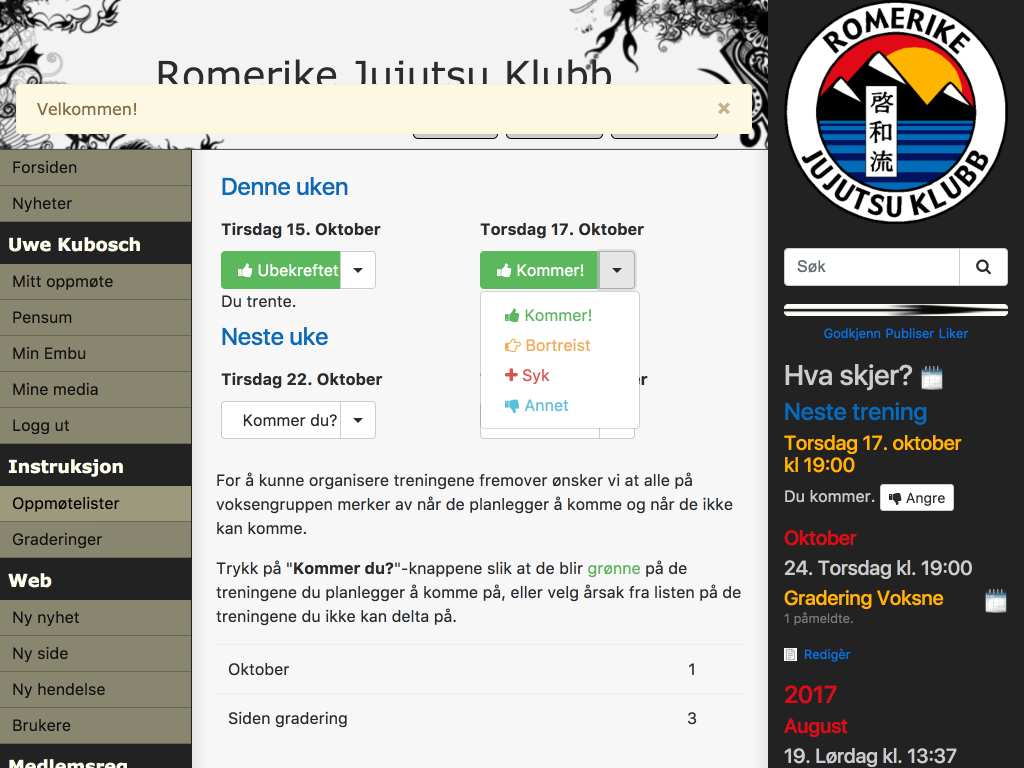 Romerike Jujutsu Klubb
Velkommen!
×
Forsiden
Nyheter
Uwe Kubosch
Mitt oppmøte
Pensum
Min Embu
Mine media
Logg ut
Instruksjon
Oppmøtelister
Graderinger
Web
Ny nyhet
Ny side
Ny hendelse
Brukere
Medlemsreg
Denne uken
Tirsdag 15. Oktober
Torsdag 17. Oktober
Ubekreftet
Kommer!
Du trente.
Kommer!
Bortreist
Syk
Annet
Neste uke
Tirsdag 22. Oktober
Kommer du?
For å kunne organisere treningene fremover ønsker vi at alle på
voksengruppen merker av når de planlegger å komme og når de ikke
kan komme.
Trykk på "Kommer du?"-knappene slik at de blir grønne på de
treningene du planlegger å komme på, eller velg årsak fra listen på de
treningene du ikke kan delta på.
Oktober 1
Siden gradering 3
ROMERIKE
啓和流
JUJUTSU KLUBB
Søk
Godkjenn Publiser Liker
Hva skjer?
Neste trening
Torsdag 17. oktober
kl 19:00
Du kommer. Angre
Oktober
24. Torsdag kl. 19:00
Gradering Voksne
1 påmeldte.
Redigèr
2017
August
19. Lørdag kl. 13:37